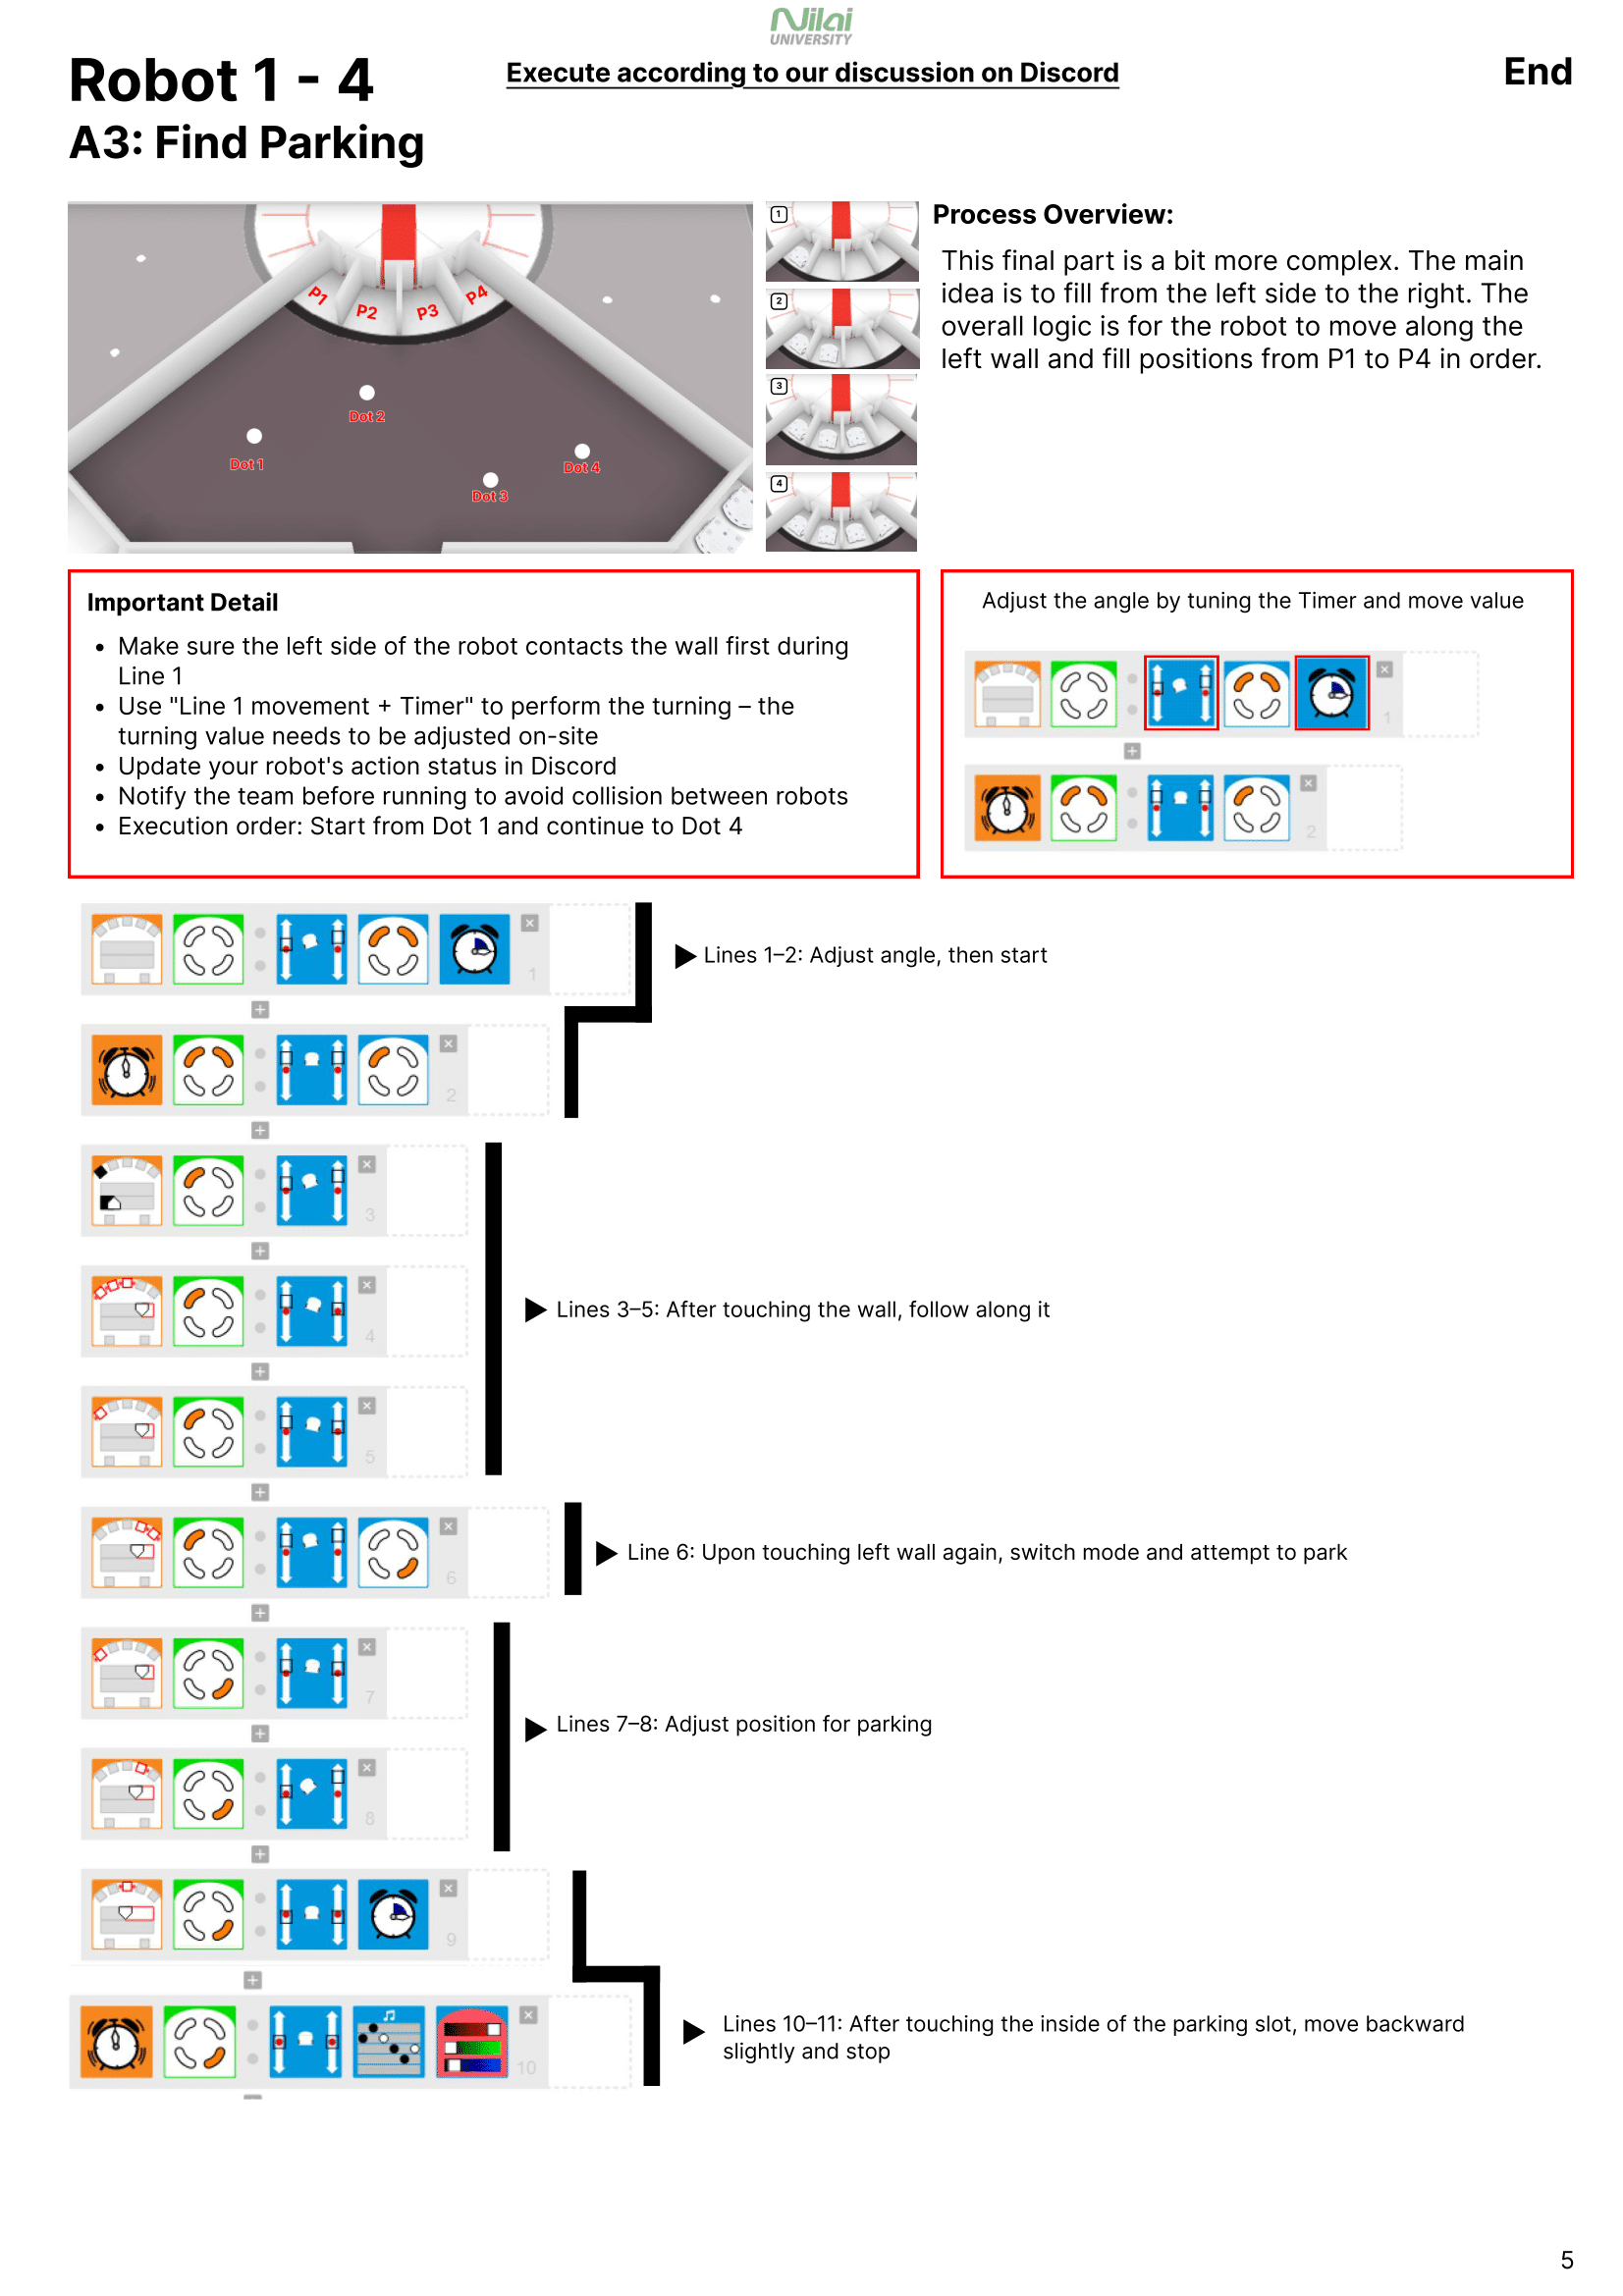 Nilai
UNIVERSITY
Robot 1 - 4
Execute according to our discussion on Discord
End
A3: Find Parking
P1
P2
P3
P4
Dot 1
Dot 2
Dot 3
Dot 4
1
2
3
4
Process Overview:
This final part is a bit more complex. The main
idea is to fill from the left side to the right. The
overall logic is for the robot to move along the
left wall and fill positions from P1 to P4 in order.
Important Detail
• Make sure the left side of the robot contacts the wall first during
Line 1
• Use "Line 1 movement + Timer" to perform the turning – the
turning value needs to be adjusted on-site
• Update your robot's action status in Discord
• Notify the team before running to avoid collision between robots
• Execution order: Start from Dot 1 and continue to Dot 4
Adjust the angle by tuning the Timer and move value
1
2
1
Lines 1–2: Adjust angle, then start
2
3
4
Lines 3–5: After touching the wall, follow along it
5
6
Line 6: Upon touching left wall again, switch mode and attempt to park
7
Lines 7–8: Adjust position for parking
8
9
10
Lines 10–11: After touching the inside of the parking slot, move backward
slightly and stop
5